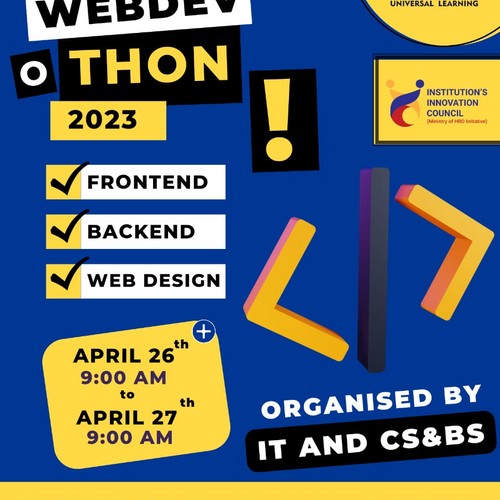 UNIVERSAL LEARNING
WEBDEV
O THON
!
2023
INSTITUTION'S
INNOVATION
COUNCIL
(Ministry of HRD Initiative)
FRONTEND
BACKEND
WEB DESIGN
</>
APRIL 26th
9:00 AM
to
APRIL 27th
9:00 AM
ORGANISED BY
IT AND CS&BS